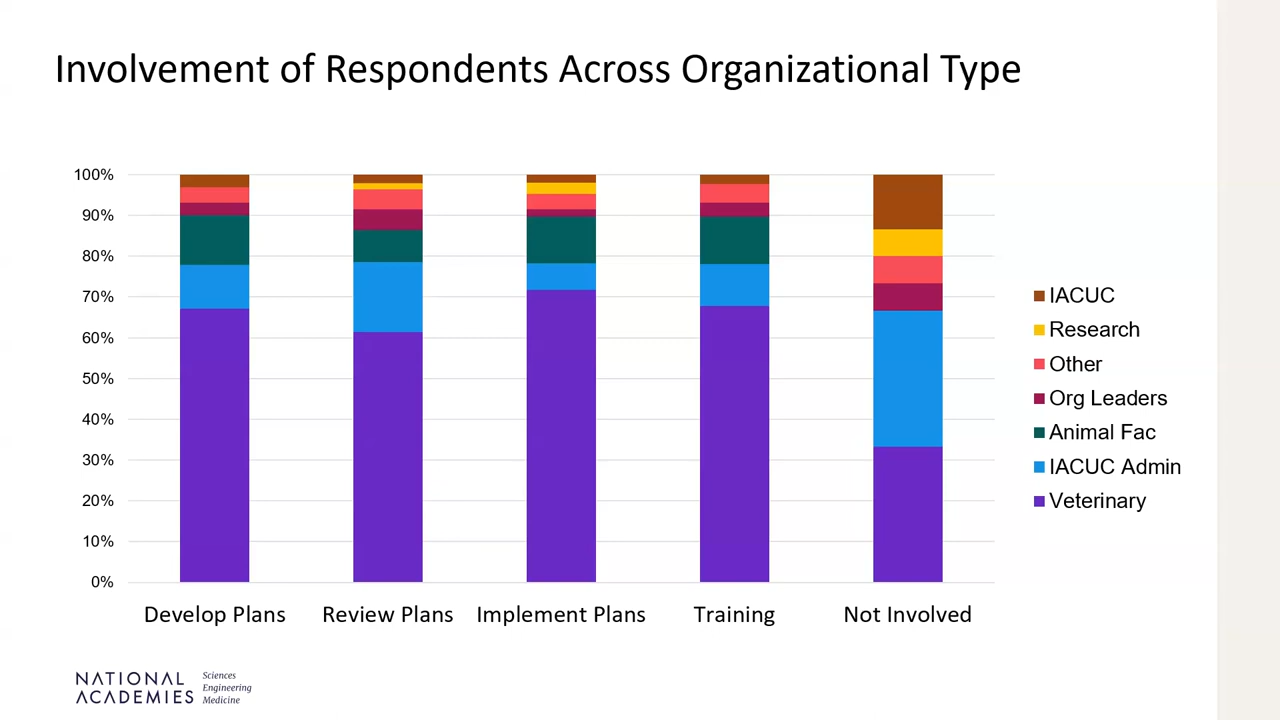 Involvement of Respondents Across Organizational Type
100%
90%
80%
70%
60%
50%
40%
30%
20%
10%
0%
Develop Plans
Review Plans
Implement Plans
Training
Not Involved
IACUC
Research
Other
Org Leaders
Animal Fac
IACUC Admin
Veterinary
NATIONAL
ACADEMIES
Sciences
Engineering
Medicine